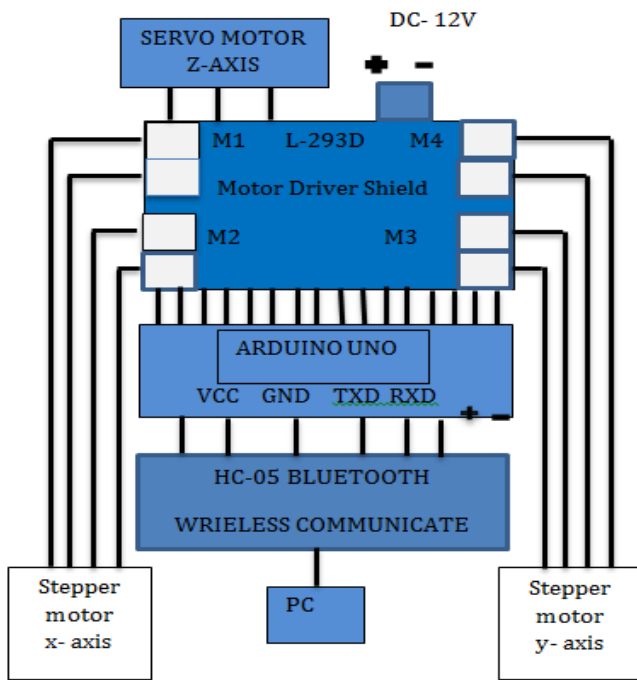 DC- 12V
SERVO MOTOR
Z-AXIS
+ -
M1 L-293D M4
Motor Driver Shield
M2 M3
ARDUINO UNO
VCC GND TXD RXD
+ -
HC-05 BLUETOOTH
WRIELESS COMMUNICATE
PC
Stepper
motor
x- axis
Stepper
motor
y- axis